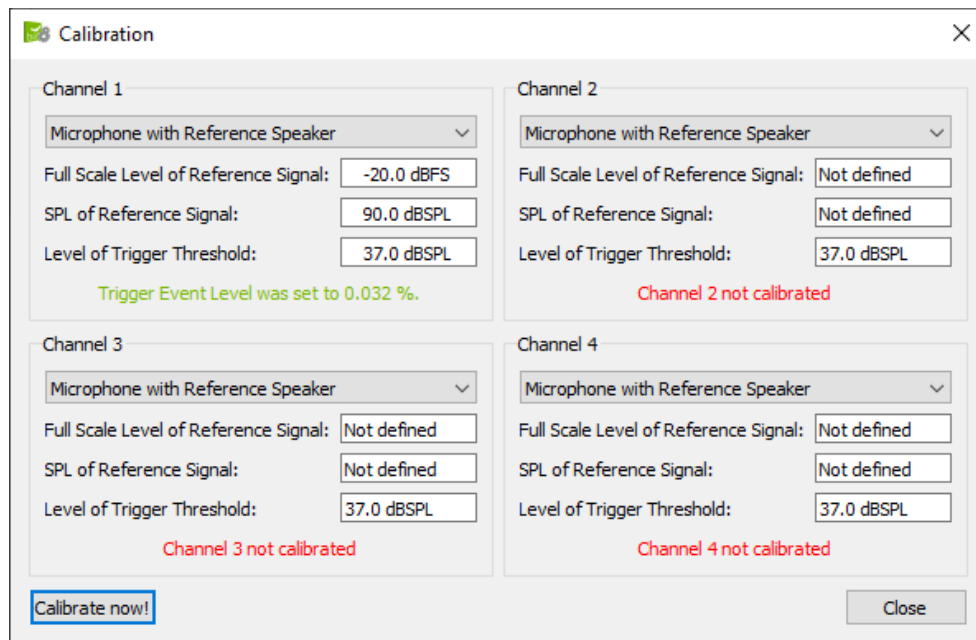 Calibration
Channel 1
Microphone with Reference Speaker
Full Scale Level of Reference Signal: -20.0 dBFS
SPL of Reference Signal: 90.0 dBSPL
Level of Trigger Threshold: 37.0 dBSPL
Trigger Event Level was set to 0.032 %.
Channel 2
Microphone with Reference Speaker
Full Scale Level of Reference Signal: Not defined
SPL of Reference Signal: Not defined
Level of Trigger Threshold: 37.0 dBSPL
Channel 2 not calibrated
Channel 3
Microphone with Reference Speaker
Full Scale Level of Reference Signal: Not defined
SPL of Reference Signal: Not defined
Level of Trigger Threshold: 37.0 dBSPL
Channel 3 not calibrated
Channel 4
Microphone with Reference Speaker
Full Scale Level of Reference Signal: Not defined
SPL of Reference Signal: Not defined
Level of Trigger Threshold: 37.0 dBSPL
Channel 4 not calibrated
Calibrate now!
Close